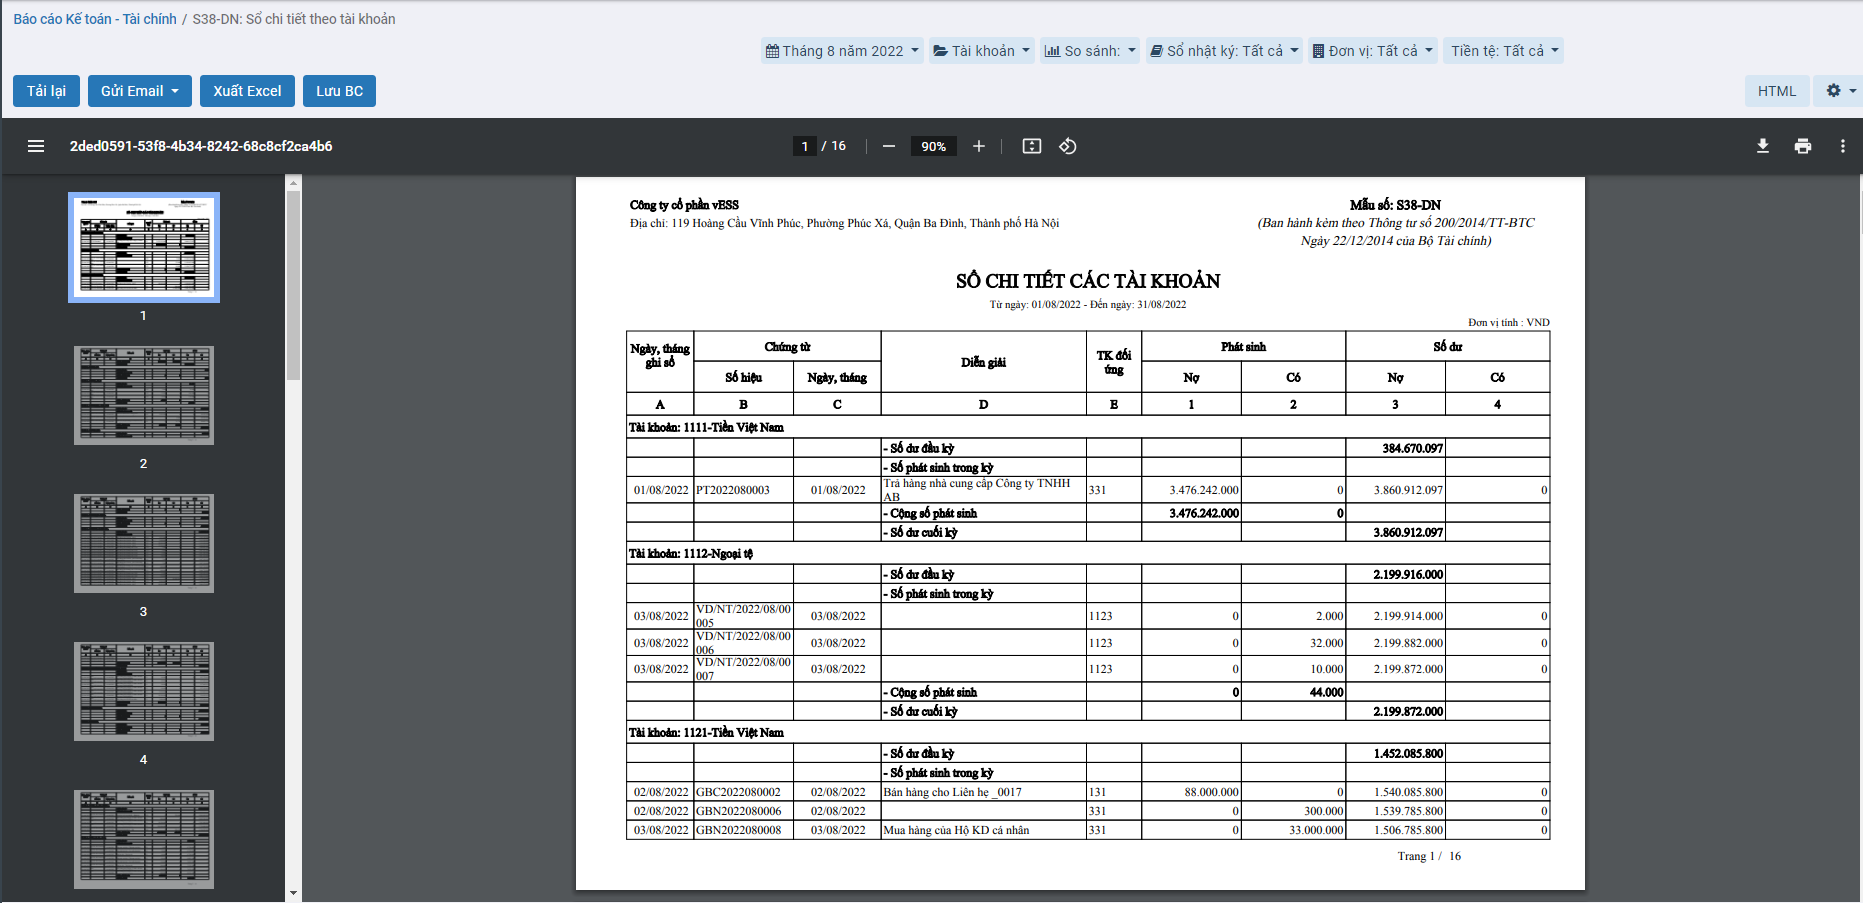 Báo cáo Kế toán - Tài chính / S38-DN: Sổ chi tiết theo tài khoản
Tháng 8 năm 2022 Tài khoản So sánh: Sổ nhật ký: Tất cả Đơn vị: Tất cả Tiền tệ: Tất cả
Tải lại Gửi Email Xuất Excel Lưu BC HTML
2ded0591-53f8-4b34-8242-68c8cf2ca4b6 1 / 16 90%
1
2
3
4
Công ty cổ phần vESS Mẫu số: S38-DN
Địa chỉ: 119 Hoàng Cầu Vĩnh Phúc, Phường Phúc Xá, Quận Ba Đình, Thành phố Hà Nội (Ban hành kèm theo Thông tư số 200/2014/TT-BTC
Ngày 22/12/2014 của Bộ Tài chính)
SỔ CHI TIẾT CÁC TÀI KHOẢN
Từ ngày: 01/08/2022 - Đến ngày: 31/08/2022
Đơn vị tính : VND
Ngày, tháng ghi sổ Chứng từ Diễn giải TK đối ứng Phát sinh Số dư
Số hiệu Ngày, tháng Nợ Có Nợ Có
A B C D E 1 2 3 4
Tài khoản: 1111-Tiền Việt Nam
- Số dư đầu kỳ 384.670.097
- Số phát sinh trong kỳ
01/08/2022 PT2022080003 01/08/2022 Trả hàng nhà cung cấp Công ty TNHH AB 331 3.476.242.000 0 3.860.912.097 0
- Cộng số phát sinh 3.476.242.000 0
- Số dư cuối kỳ 3.860.912.097
Tài khoản: 1112-Ngoại tệ
- Số dư đầu kỳ 2.199.916.000
- Số phát sinh trong kỳ
03/08/2022 VD/NT/2022/08/00005 03/08/2022 1123 0 2.000 2.199.914.000 0
03/08/2022 VD/NT/2022/08/00006 03/08/2022 1123 0 32.000 2.199.882.000 0
03/08/2022 VD/NT/2022/08/00007 03/08/2022 1123 0 10.000 2.199.872.000 0
- Cộng số phát sinh 0 44.000
- Số dư cuối kỳ 2.199.872.000
Tài khoản: 1121-Tiền Việt Nam
- Số dư đầu kỳ 1.452.085.800
- Số phát sinh trong kỳ
02/08/2022 GBC2022080002 02/08/2022 Bán hàng cho Liên hệ _0017 131 88.000.000 0 1.540.085.800 0
02/08/2022 GBN2022080006 02/08/2022 331 0 300.000 1.539.785.800 0
03/08/2022 GBN2022080008 03/08/2022 Mua hàng của Hộ KD cá nhân 331 0 33.000.000 1.506.785.800 0
Trang 1 / 16